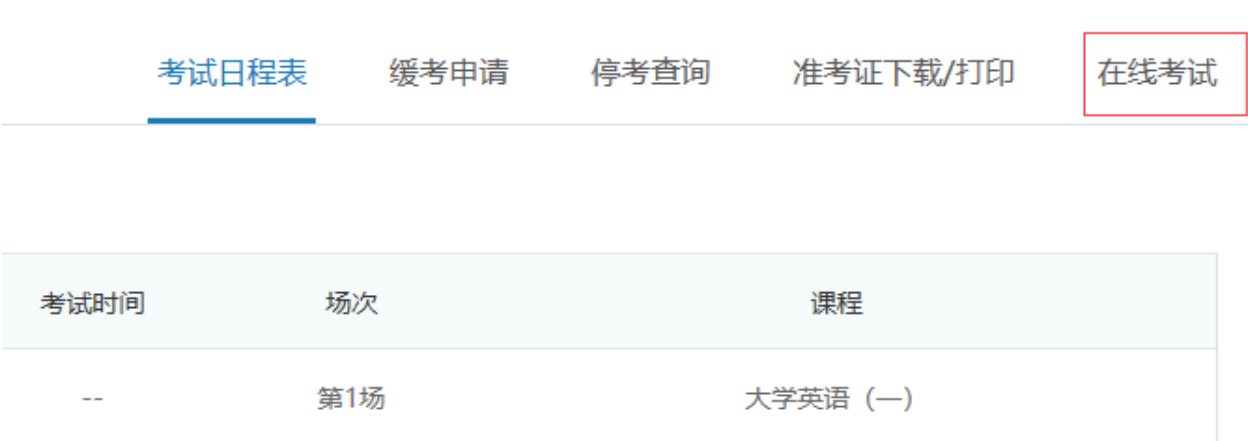 考试日程表 缓考申请 停考查询 准考证下载/打印 在线考试
考试时间 场次 课程
-- 第1场 大学英语（一）